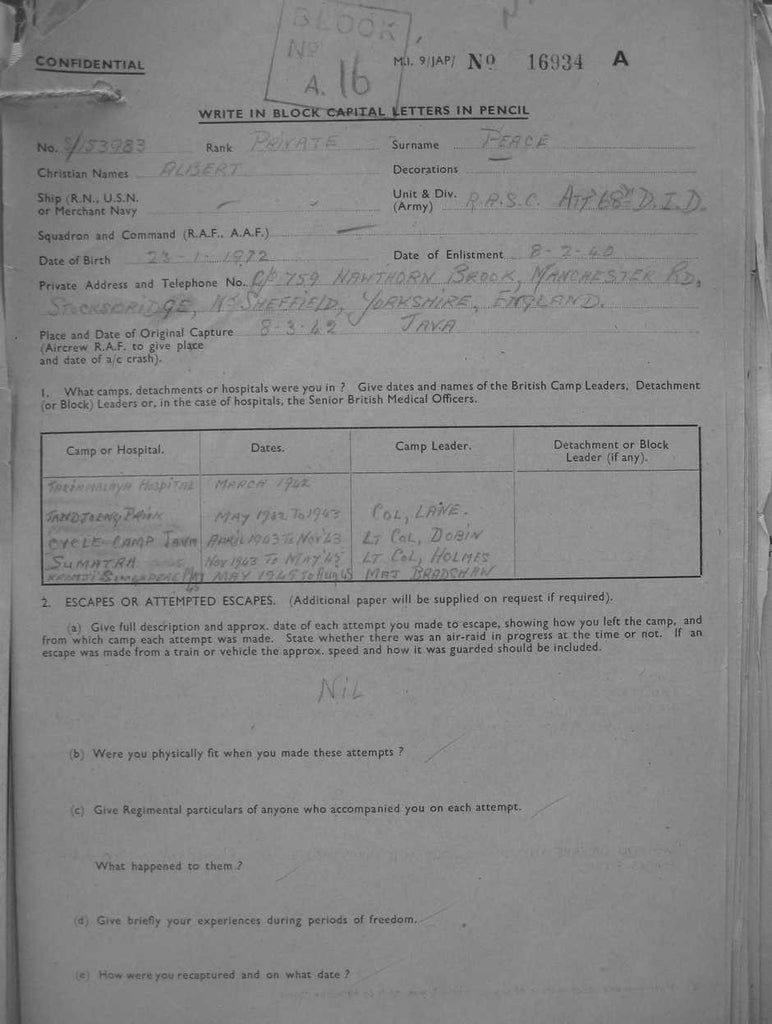 BLOCK
No
A. 16
CONFIDENTIAL
M.I. 9/JAP/ No 16934 A
WRITE IN BLOCK CAPITAL LETTERS IN PENCIL
No. S/153983 Rank PRIVATE Surname PEACE
Christian Names ALBERT Decorations
Ship (R.N., U.S.N. or Merchant Navy
Unit & Div. (Army) R.A.S.C. ATT 68th D.I.D.
Squadron and Command (R.A.F., A.A.F.)
Date of Birth 23-1-1912 Date of Enlistment 8-2-40
Private Address and Telephone No. C/o 759 HAWTHORN BROOK, MANCHESTER RD,
STOCKSBRIDGE, Nr SHEFFIELD, YORKSHIRE, ENGLAND.
Place and Date of Original Capture 8-3-42 JAVA
(Aircrew R.A.F. to give place
and date of a/c crash).
1. What camps, detachments or hospitals were you in ? Give dates and names of the British Camp Leaders, Detachment
(or Block) Leaders or, in the case of hospitals, the Senior British Medical Officers.
Camp or Hospital. Dates. Camp Leader. Detachment or Block
Leader (if any).
HOSPITAL MARCH 1942
TANDJOENG PRIOK MAY 1942 To 1943 COL, LANE.
CYCLE CAMP JAVA APRIL 1943 To Nov 43 LT COL, DOBIN
SUMATRA Nov 1943 To MAY 45 LT COL, HOLMES
KRANJI SINGAPORE MAY 1945 to Aug 45 MAJ BRADSHAW
2. ESCAPES OR ATTEMPTED ESCAPES. (Additional paper will be supplied on request if required).
(a) Give full description and approx. date of each attempt you made to escape, showing how you left the camp, and
from which camp each attempt was made. State whether there was an air-raid in progress at the time or not. If an
escape was made from a train or vehicle the approx. speed and how it was guarded should be included.
NIL
(b) Were you physically fit when you made these attempts ?
(c) Give Regimental particulars of anyone who accompanied you on each attempt.
What happened to them ?
(d) Give briefly your experiences during periods of freedom.
(e) How were you recaptured and on what date ?